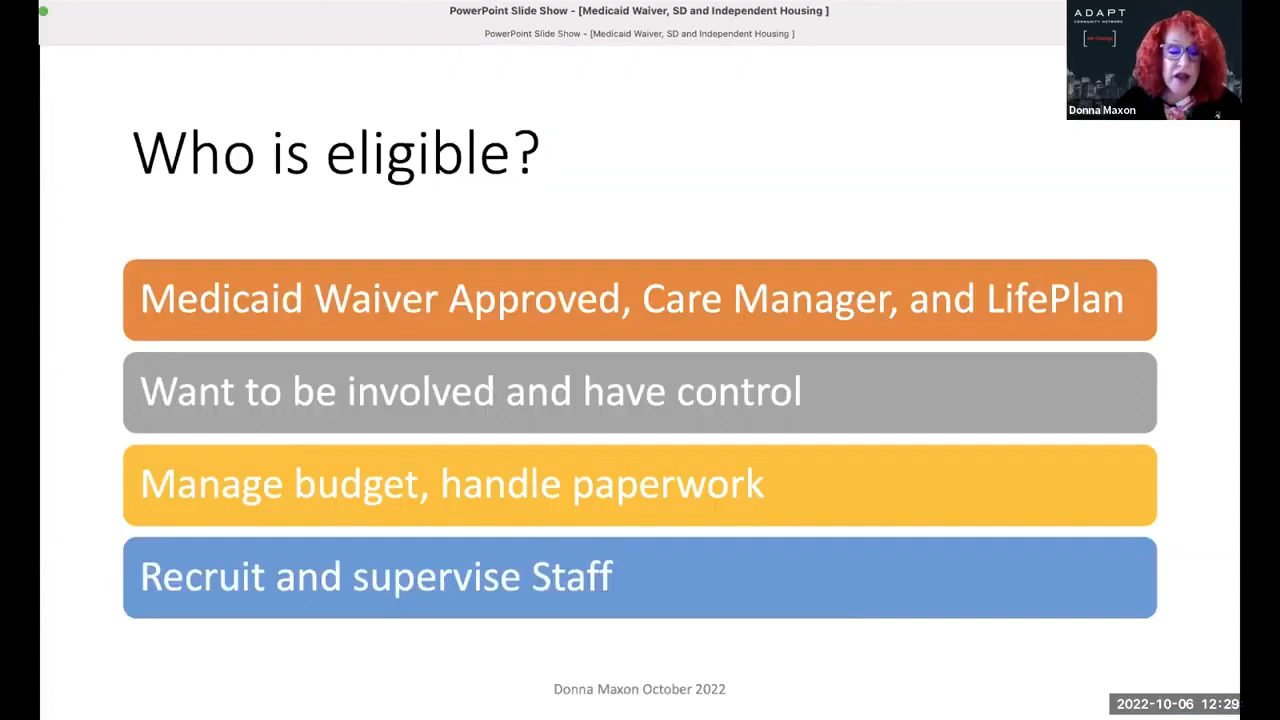 PowerPoint Slide Show - [Medicaid Waiver, SD and Independent Housing ]
PowerPoint Slide Show - [Medicaid Waiver, SD and Independent Housing ]
ADAPT
COMMUNITY NETWORK
[we change]
Donna Maxon
Who is eligible?
Medicaid Waiver Approved, Care Manager, and LifePlan
Want to be involved and have control
Manage budget, handle paperwork
Recruit and supervise Staff
Donna Maxon October 2022
2022-10-06 12:29